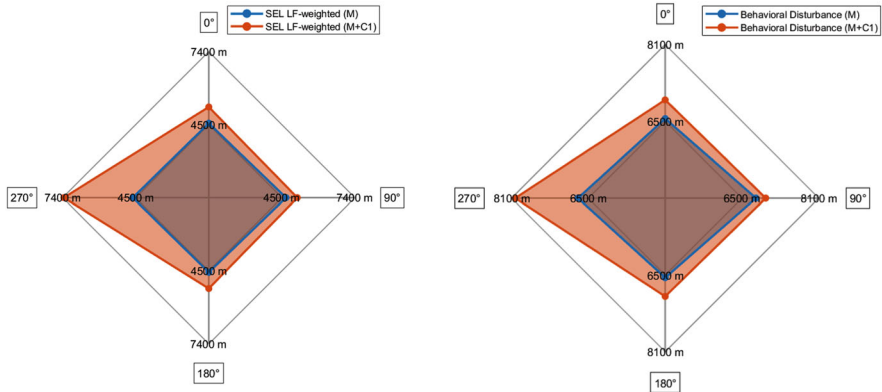 0°
SEL LF-weighted (M)
SEL LF-weighted (M+C1)
7400 m
4500 m
270°
7400 m
4500 m
4500 m
7400 m
90°
4500 m
7400 m
180°
0°
Behavioral Disturbance (M)
Behavioral Disturbance (M+C1)
8100 m
6500 m
270°
8100 m
6500 m
6500 m
8100 m
90°
6500 m
8100 m
180°